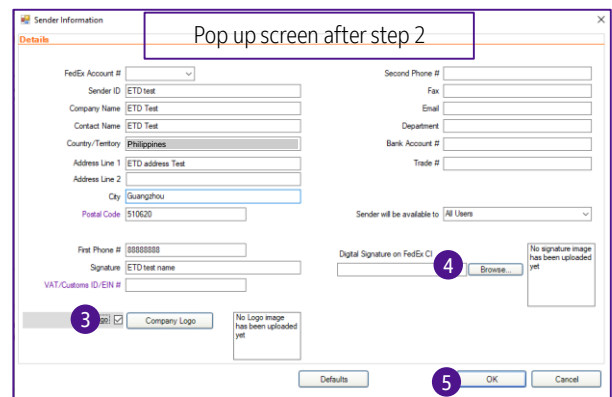 Sender Information
Pop up screen after step 2
Details
FedEx Account #
Sender ID ETD test
Company Name ETD Test
Contact Name ETD Test
Country/Territory Philippines
Address Line 1 ETD address Test
Address Line 2
City Guangzhou
Postal Code 510620
First Phone # 88888888
Signature ETD test name
VAT/Customs ID/EIN #
3
Company Logo
No Logo image
has been uploaded
yet
Second Phone #
Fax
Email
Department
Bank Account #
Trade #
Sender will be available to All Users
Digital Signature on FedEx CI
4
Browse...
No signature image
has been uploaded
yet
Defaults
5
OK
Cancel